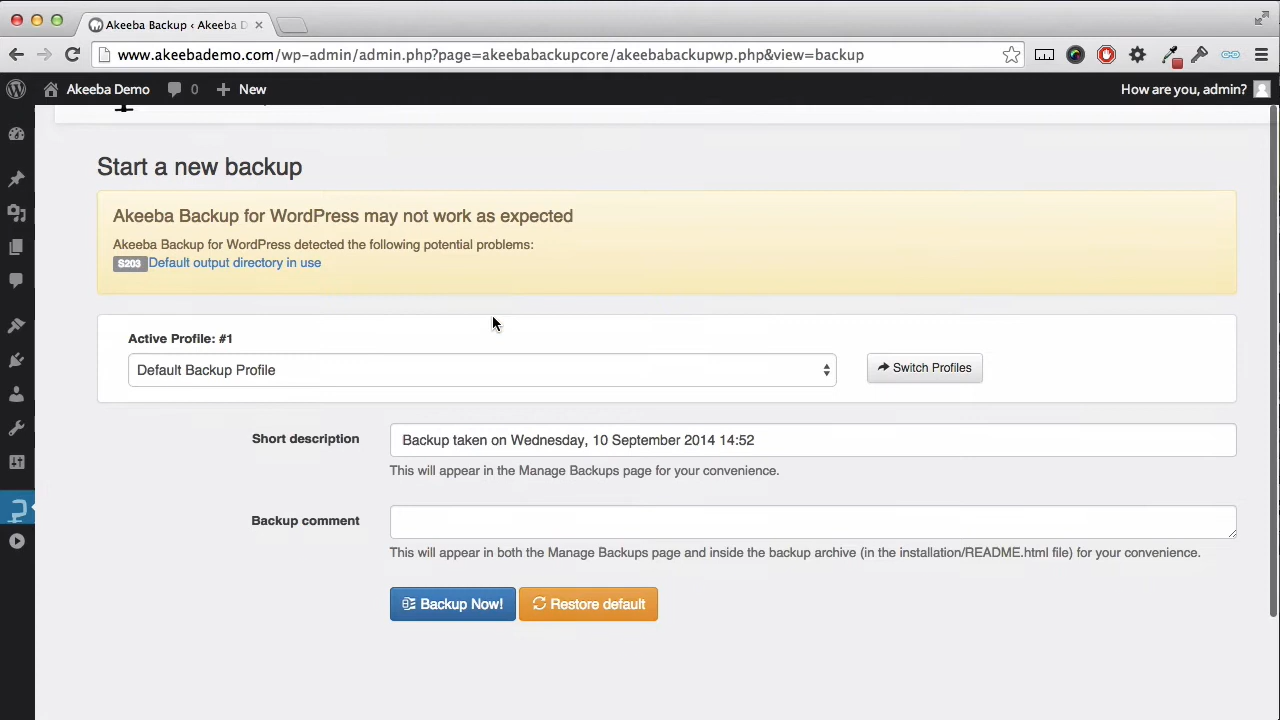 Akeeba Backup ‹ Akeeba D
www.akeebademo.com/wp-admin/admin.php?page=akeebabackupcore/akeebabackupwp.php&view=backup
Akeeba Demo 0 New How are you, admin?
Start a new backup
Akeeba Backup for WordPress may not work as expected
Akeeba Backup for WordPress detected the following potential problems:
S203 Default output directory in use
Active Profile: #1
Default Backup Profile Switch Profiles
Short description Backup taken on Wednesday, 10 September 2014 14:52
This will appear in the Manage Backups page for your convenience.
Backup comment
This will appear in both the Manage Backups page and inside the backup archive (in the installation/README.html file) for your convenience.
Backup Now! Restore default